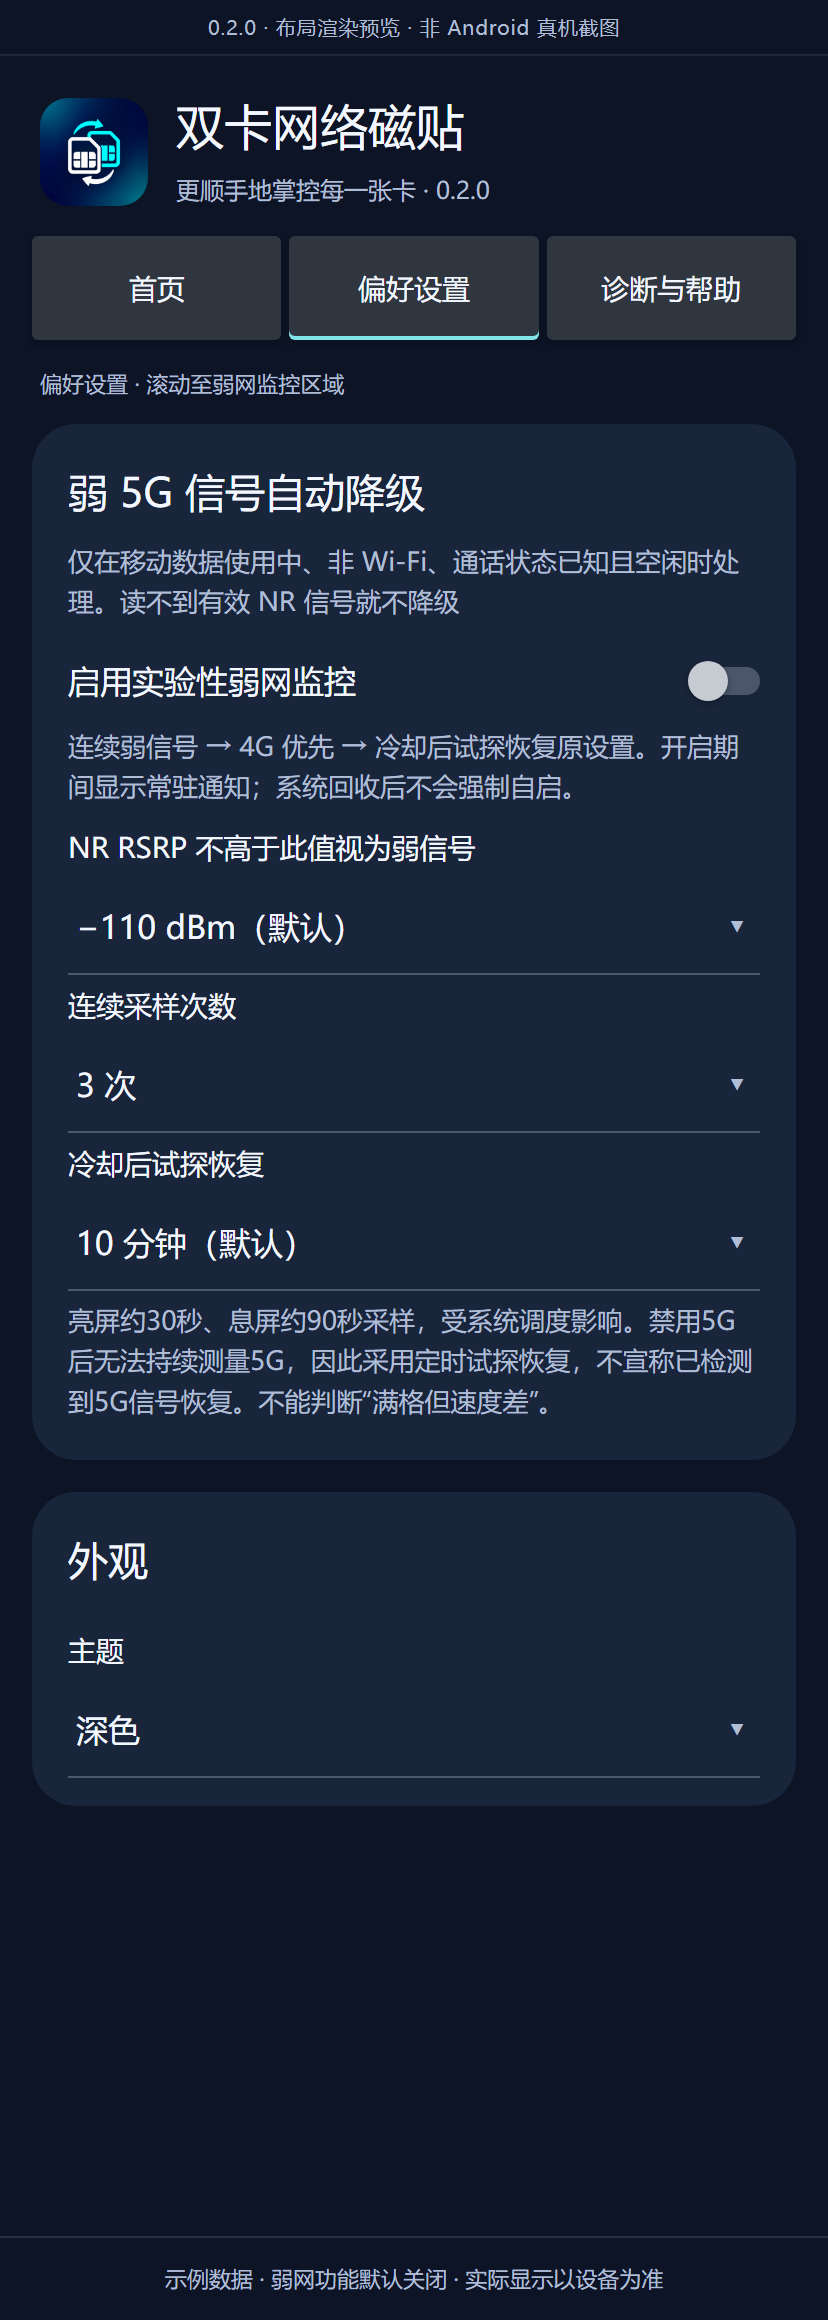 0.2.0 · 布局渲染预览 · 非 Android 真机截图
双卡网络磁贴
更顺手地掌控每一张卡 · 0.2.0
首页
偏好设置
诊断与帮助
偏好设置 · 滚动至弱网监控区域
弱 5G 信号自动降级
仅在移动数据使用中、非 Wi-Fi、通话状态已知且空闲时处
理。读不到有效 NR 信号就不降级
启用实验性弱网监控
连续弱信号 → 4G 优先 → 冷却后试探恢复原设置。开启期
间显示常驻通知；系统回收后不会强制自启。
NR RSRP 不高于此值视为弱信号
−110 dBm（默认）
连续采样次数
3 次
冷却后试探恢复
10 分钟（默认）
亮屏约30秒、息屏约90秒采样，受系统调度影响。禁用5G
后无法持续测量5G，因此采用定时试探恢复，不宣称已检测
到5G信号恢复。不能判断“满格但速度差”。
外观
主题
深色
示例数据 · 弱网功能默认关闭 · 实际显示以设备为准